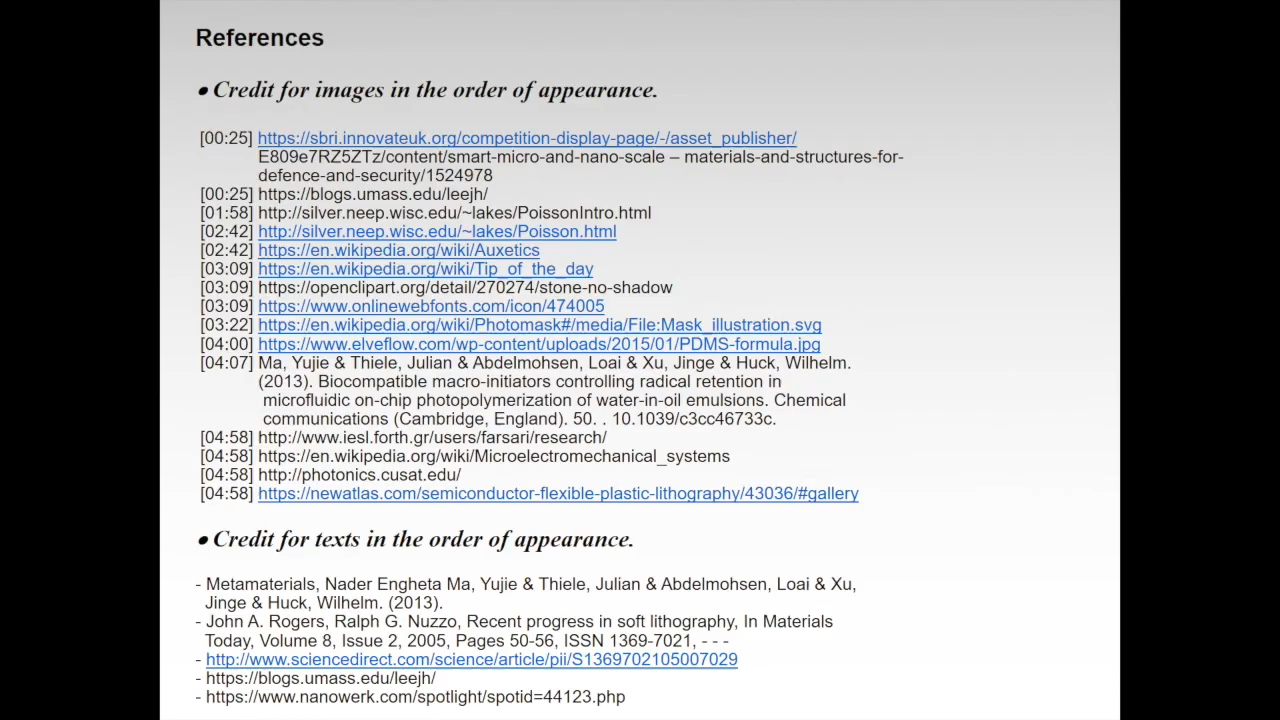 References
● Credit for images in the order of appearance.
[00:25] https://sbri.innovateuk.org/competition-display-page/-/asset_publisher/
E809e7RZ5ZTz/content/smart-micro-and-nano-scale – materials-and-structures-for-
defence-and-security/1524978
[00:25] https://blogs.umass.edu/leejh/
[01:58] http://silver.neep.wisc.edu/~lakes/PoissonIntro.html
[02:42] http://silver.neep.wisc.edu/~lakes/Poisson.html
[02:42] https://en.wikipedia.org/wiki/Auxetics
[03:09] https://en.wikipedia.org/wiki/Tip_of_the_day
[03:09] https://openclipart.org/detail/270274/stone-no-shadow
[03:09] https://www.onlinewebfonts.com/icon/474005
[03:22] https://en.wikipedia.org/wiki/Photomask#/media/File:Mask_illustration.svg
[04:00] https://www.elveflow.com/wp-content/uploads/2015/01/PDMS-formula.jpg
[04:07] Ma, Yujie & Thiele, Julian & Abdelmohsen, Loai & Xu, Jinge & Huck, Wilhelm.
(2013). Biocompatible macro-initiators controlling radical retention in
microfluidic on-chip photopolymerization of water-in-oil emulsions. Chemical
communications (Cambridge, England). 50. . 10.1039/c3cc46733c.
[04:58] http://www.iesl.forth.gr/users/farsari/research/
[04:58] https://en.wikipedia.org/wiki/Microelectromechanical_systems
[04:58] http://photonics.cusat.edu/
[04:58] https://newatlas.com/semiconductor-flexible-plastic-lithography/43036/#gallery
● Credit for texts in the order of appearance.
- Metamaterials, Nader Engheta Ma, Yujie & Thiele, Julian & Abdelmohsen, Loai & Xu,
Jinge & Huck, Wilhelm. (2013).
- John A. Rogers, Ralph G. Nuzzo, Recent progress in soft lithography, In Materials
Today, Volume 8, Issue 2, 2005, Pages 50-56, ISSN 1369-7021, - - -
- http://www.sciencedirect.com/science/article/pii/S1369702105007029
- https://blogs.umass.edu/leejh/
- https://www.nanowerk.com/spotlight/spotid=44123.php